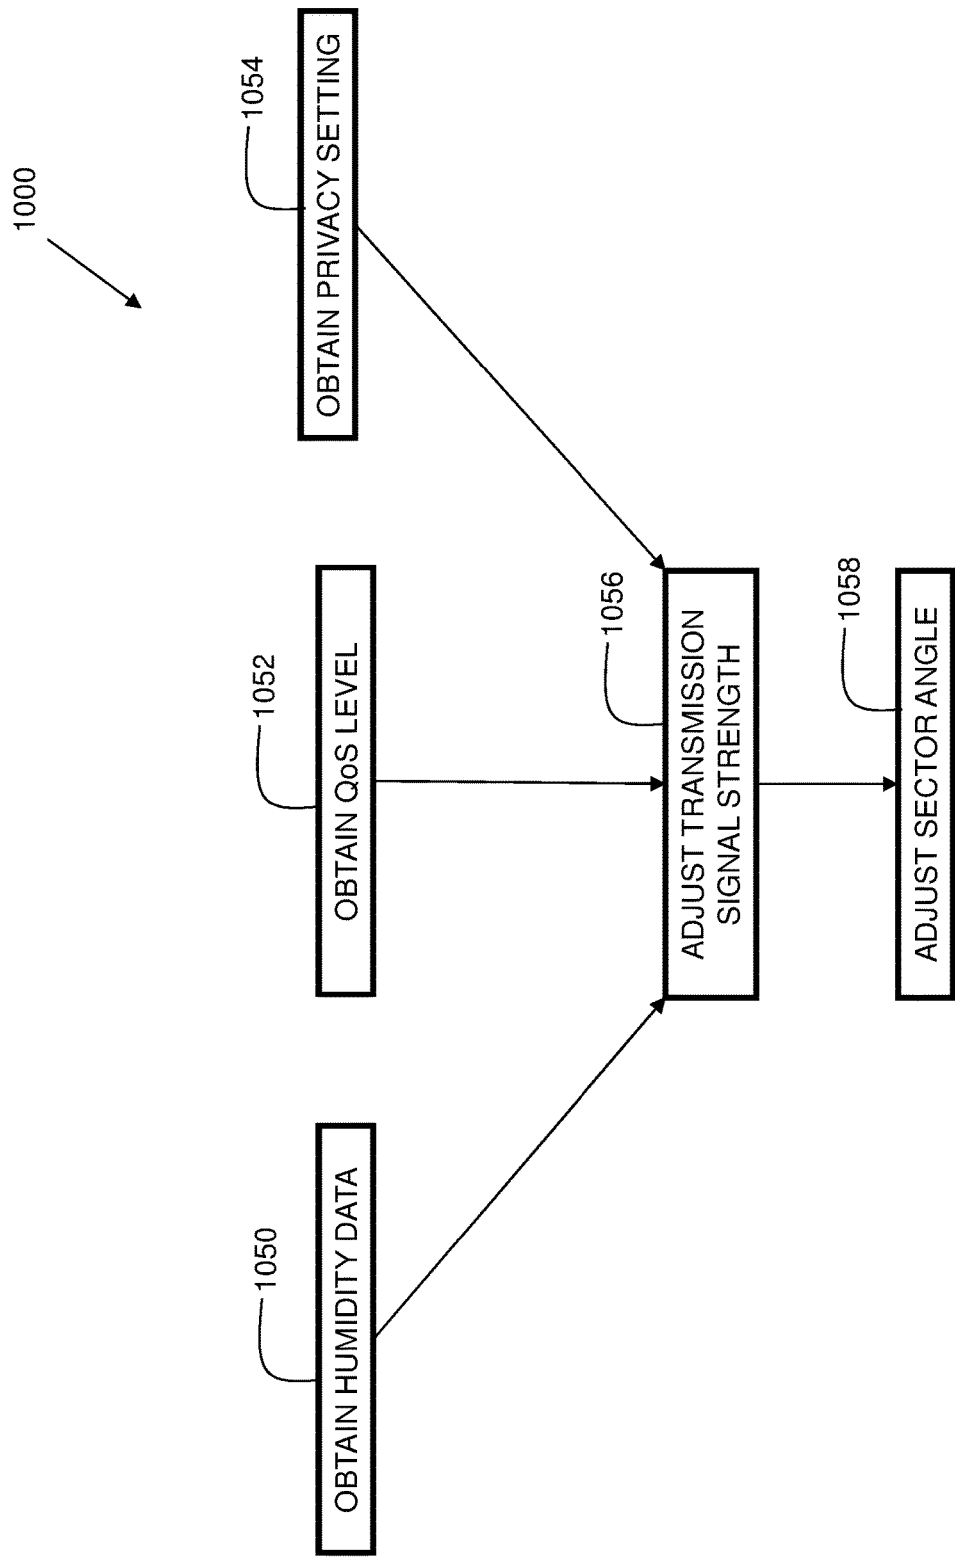 1000
1050
OBTAIN HUMIDITY DATA
1052
OBTAIN QoS LEVEL
1054
OBTAIN PRIVACY SETTING
1056
ADJUST TRANSMISSION
SIGNAL STRENGTH
1058
ADJUST SECTOR ANGLE